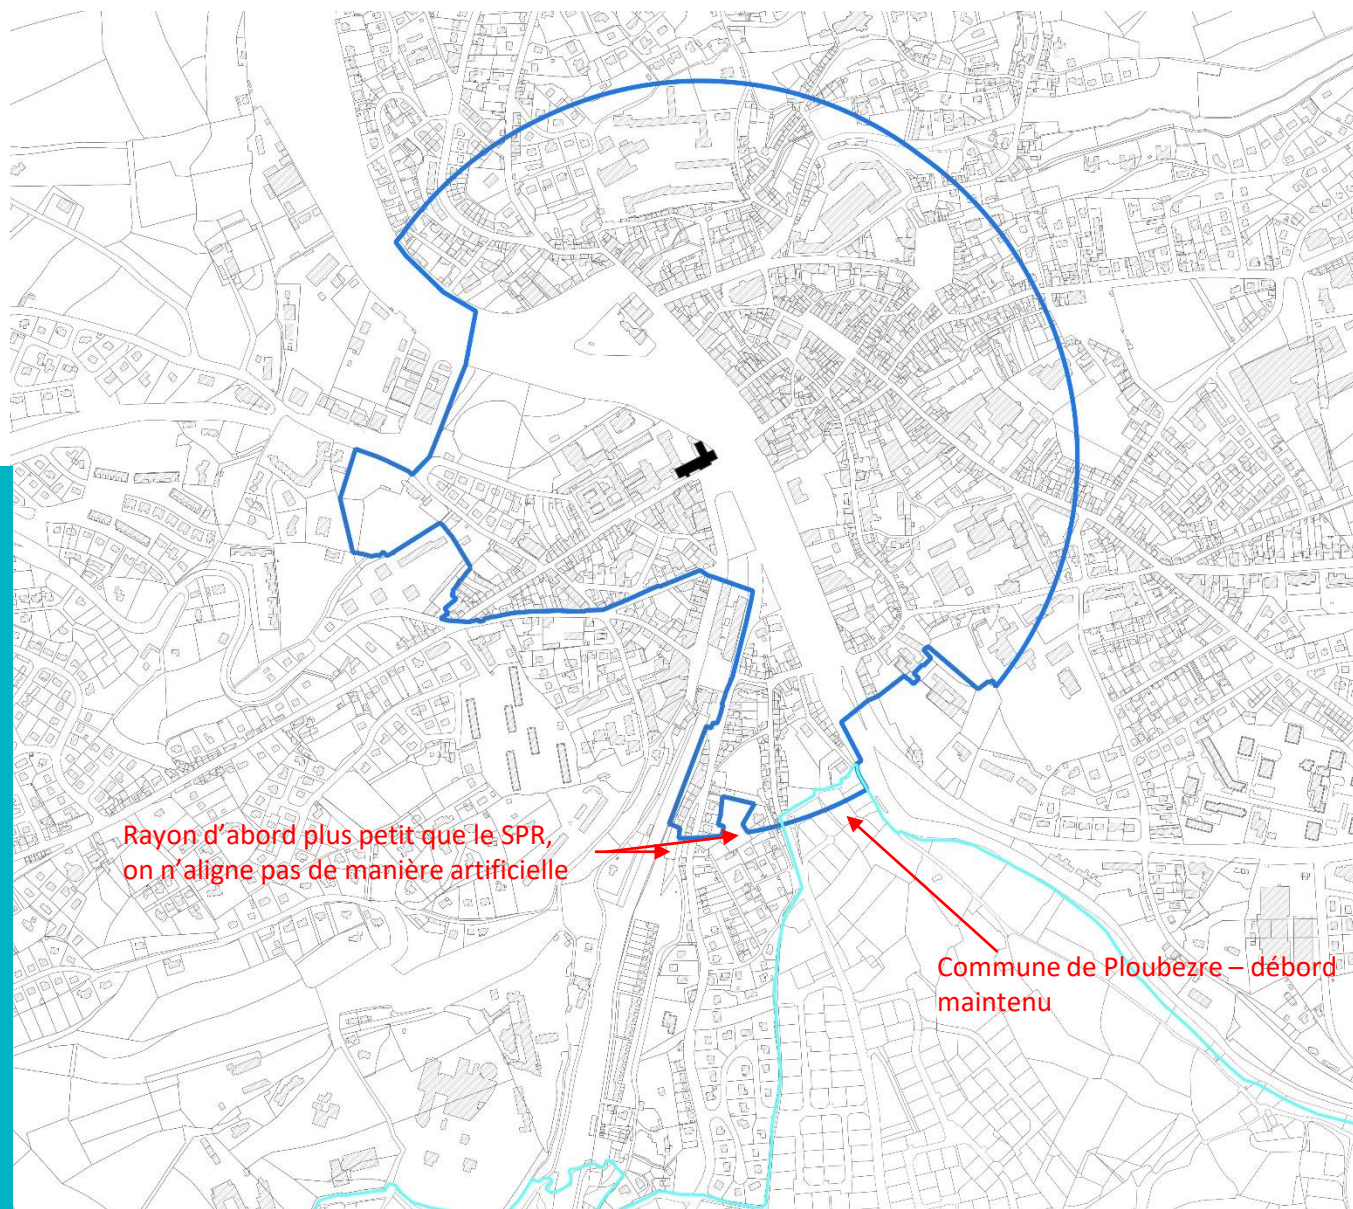 Rayon d’abord plus petit que le SPR,
on n’aligne pas de manière artificielle
Commune de Ploubezre – débord
maintenu